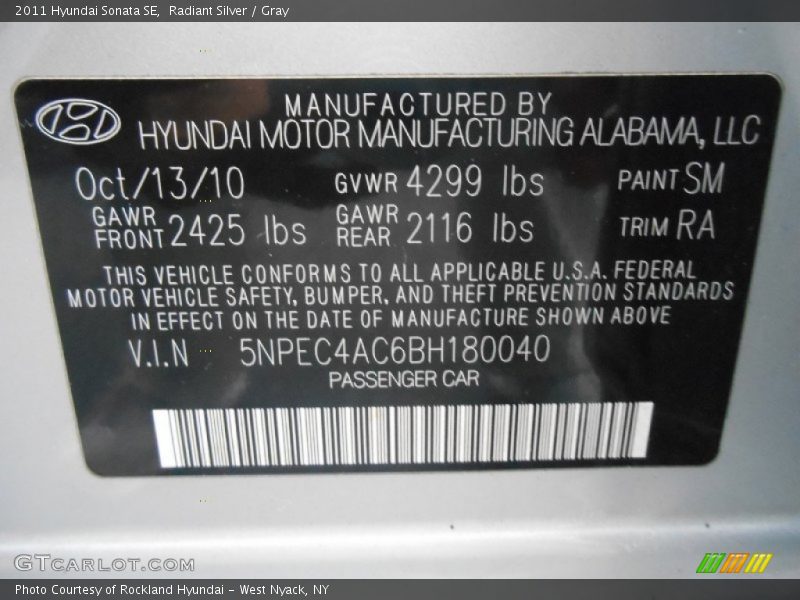 2011 Hyundai Sonata SE, Radiant Silver / Gray
MANUFACTURED BY
HYUNDAI MOTOR MANUFACTURING ALABAMA, LLC
Oct/13/10 GVWR 4299 lbs PAINT SM
GAWR FRONT 2425 lbs GAWR REAR 2116 lbs TRIM RA
THIS VEHICLE CONFORMS TO ALL APPLICABLE U.S.A. FEDERAL
MOTOR VEHICLE SAFETY, BUMPER, AND THEFT PREVENTION STANDARDS
IN EFFECT ON THE DATE OF MANUFACTURE SHOWN ABOVE
V.I.N 5NPEC4AC6BH180040
PASSENGER CAR
GTCARLOT.COM
Photo Courtesy of Rockland Hyundai - West Nyack, NY